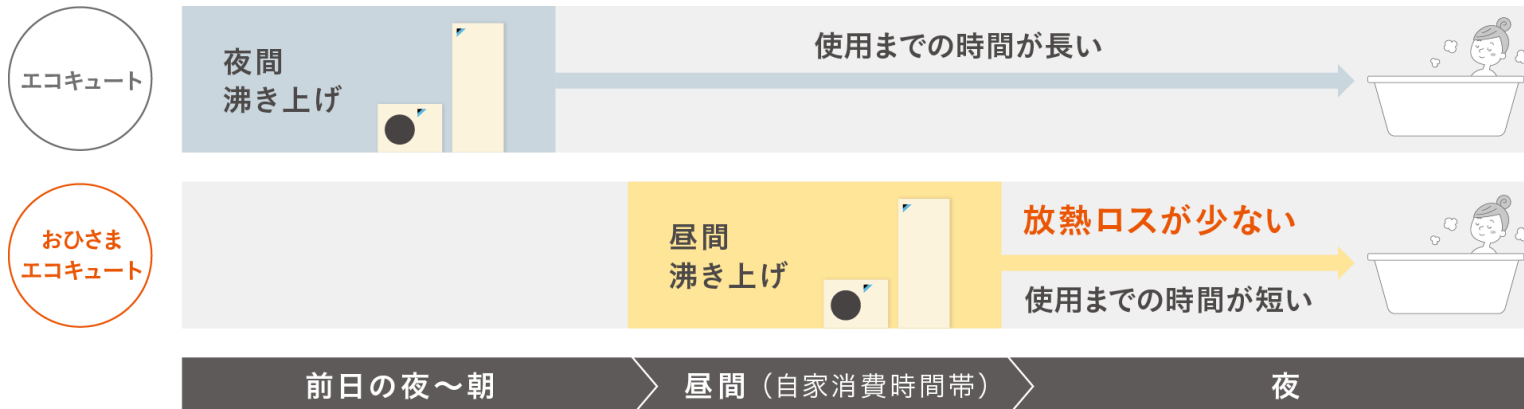 エコキュート
夜間
沸き上げ
使用までの時間が長い
おひさま
エコキュート
昼間
沸き上げ
放熱ロスが少ない
使用までの時間が短い
前日の夜～朝
昼間（自家消費時間帯）
夜